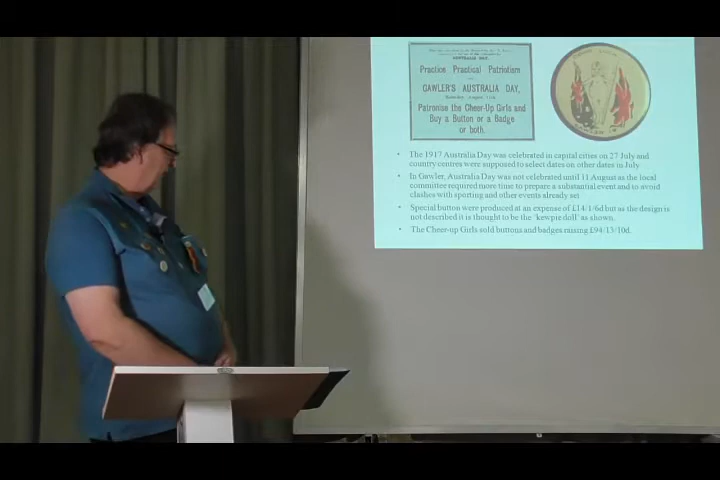 AUSTRALIA DAY.
Practice Practical Patriotism
GAWLER'S AUSTRALIA DAY,
Patronise the Cheer-Up Girls and
Buy a Button or a Badge
or both.
GAWLER
• The 1917 Australia Day was celebrated in capital cities on 27 July and
country centres were supposed to select dates on other dates in July
• In Gawler, Australia Day was not celebrated until 11 August as the local
committee required more time to prepare a substantial event and to avoid
clashes with sporting and other events already set
• Special button were produced at an expense of £14/1/6d but as the design is
not described it is thought to be the 'kewpie doll' as shown.
• The Cheer-up Girls sold buttons and badges raising £94/13/10d.